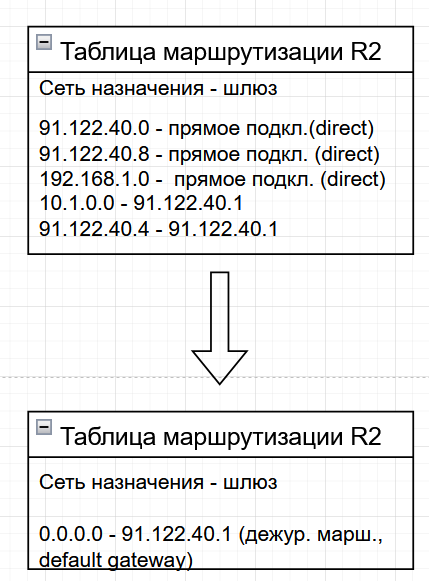 Таблица маршрутизации R2
Сеть назначения - шлюз
91.122.40.0 - прямое подкл.(direct)
91.122.40.8 - прямое подкл. (direct)
192.168.1.0 - прямое подкл. (direct)
10.1.0.0 - 91.122.40.1
91.122.40.4 - 91.122.40.1
Таблица маршрутизации R2
Сеть назначения - шлюз
0.0.0.0 - 91.122.40.1 (дежур. марш.,
default gateway)